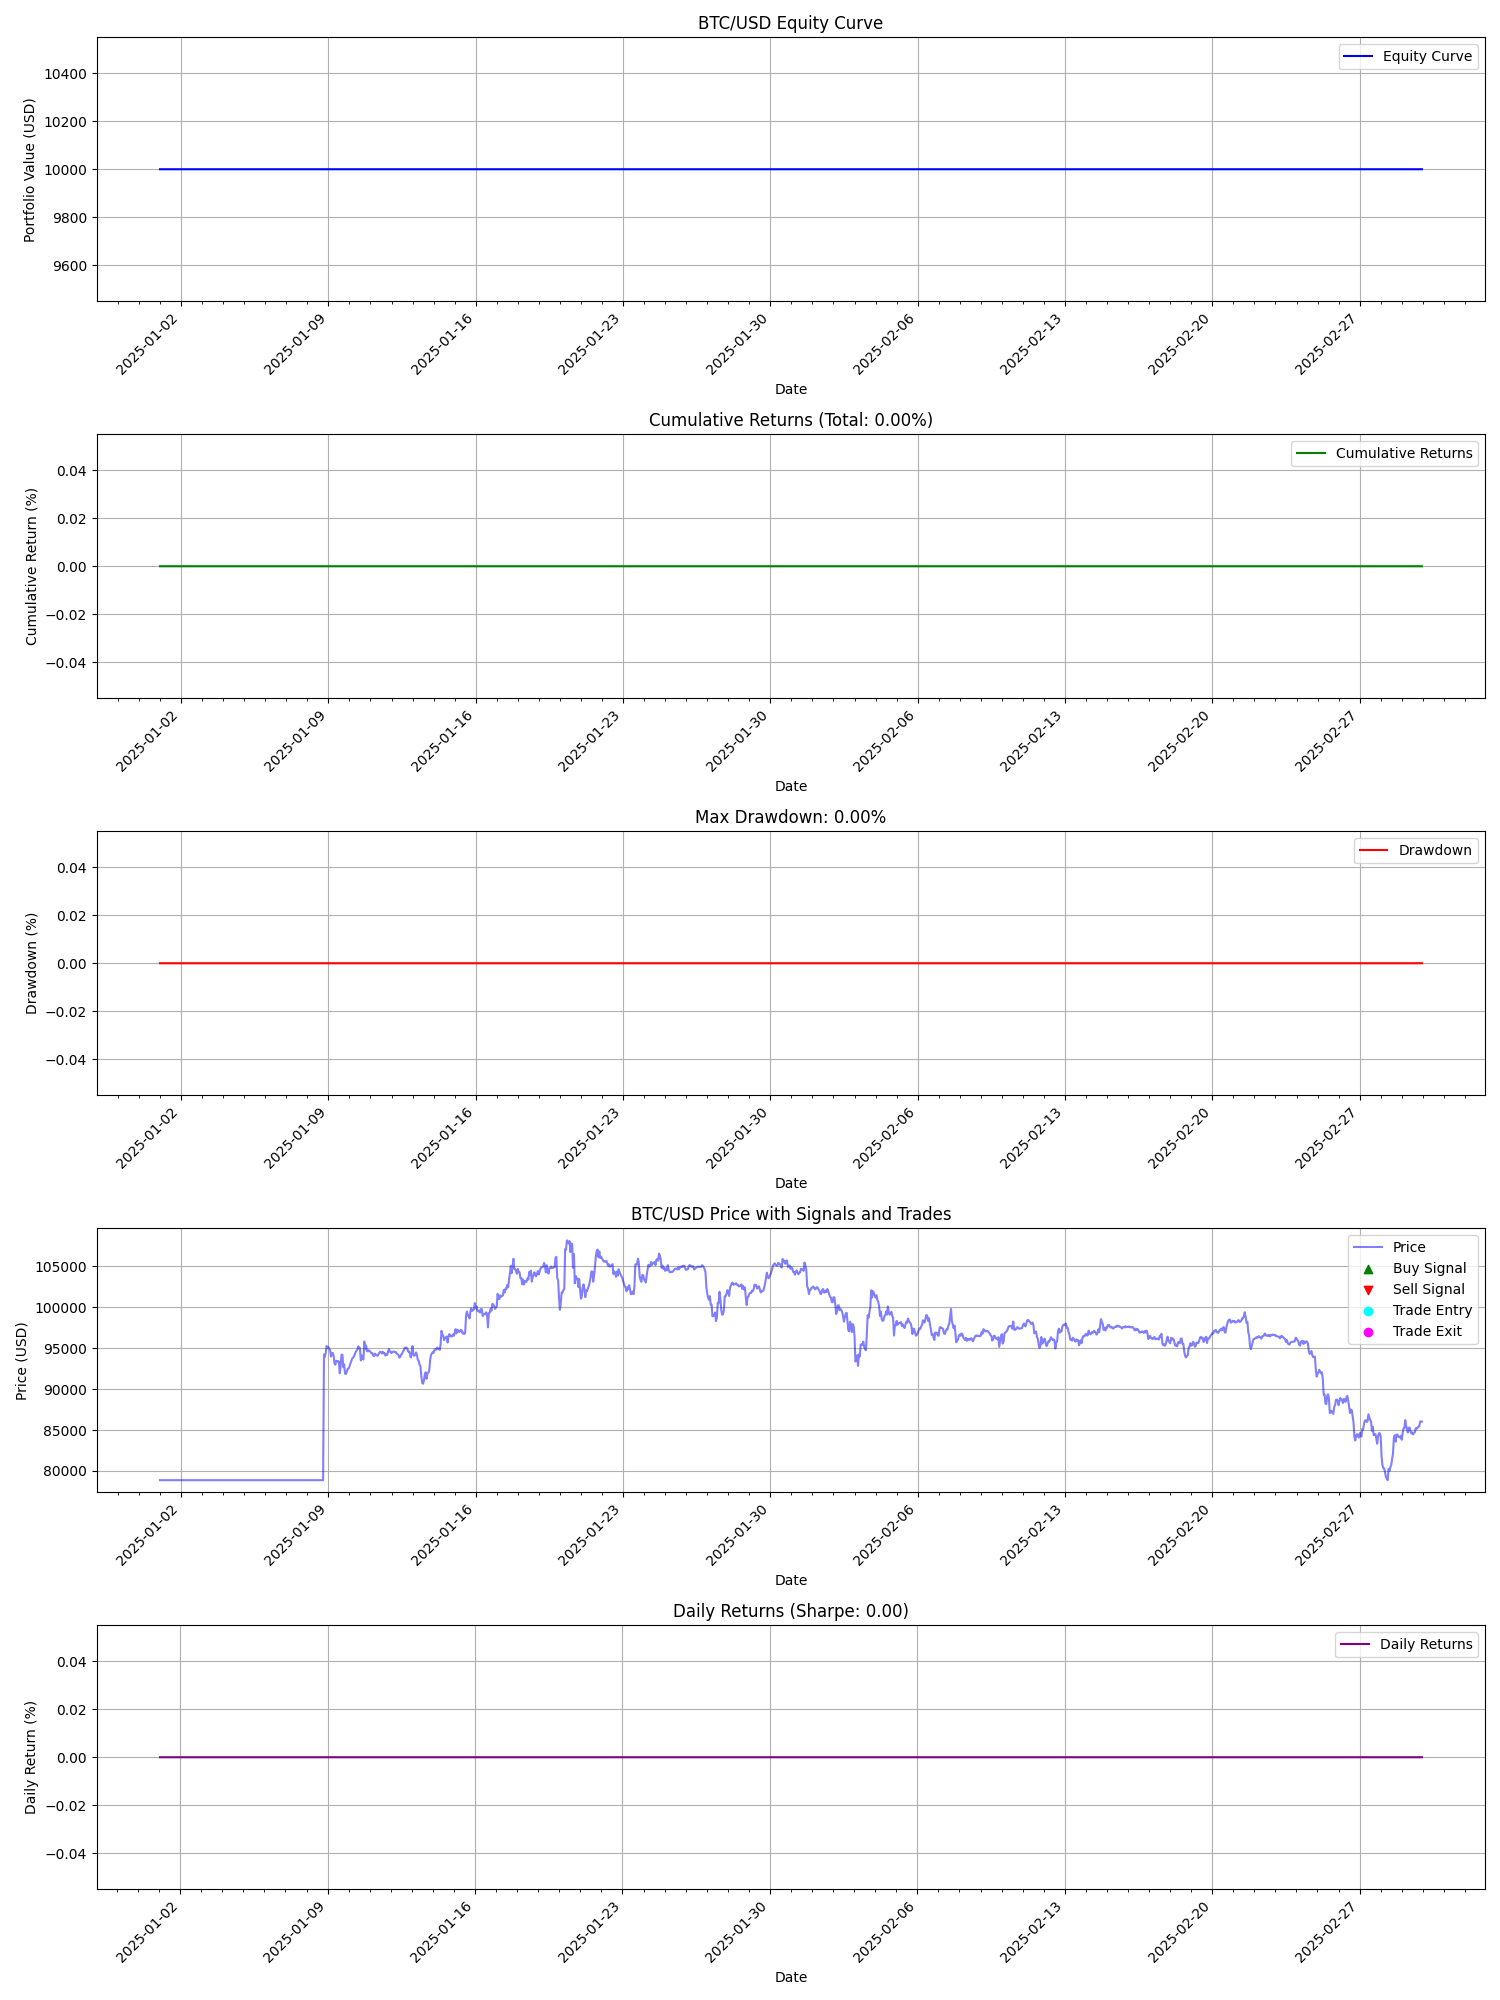 BTC/USD Equity Curve
Equity Curve
Portfolio Value (USD)
10400
10200
10000
9800
9600
2025-01-02 2025-01-09 2025-01-16 2025-01-23 2025-01-30 2025-02-06 2025-02-13 2025-02-20 2025-02-27
Date
Cumulative Returns (Total: 0.00%)
Cumulative Returns
Cumulative Return (%)
0.04
0.02
0.00
−0.02
−0.04
2025-01-02 2025-01-09 2025-01-16 2025-01-23 2025-01-30 2025-02-06 2025-02-13 2025-02-20 2025-02-27
Date
Max Drawdown: 0.00%
Drawdown
Drawdown (%)
0.04
0.02
0.00
−0.02
−0.04
2025-01-02 2025-01-09 2025-01-16 2025-01-23 2025-01-30 2025-02-06 2025-02-13 2025-02-20 2025-02-27
Date
BTC/USD Price with Signals and Trades
Price
Buy Signal
Sell Signal
Trade Entry
Trade Exit
Price (USD)
105000
100000
95000
90000
85000
80000
2025-01-02 2025-01-09 2025-01-16 2025-01-23 2025-01-30 2025-02-06 2025-02-13 2025-02-20 2025-02-27
Date
Daily Returns (Sharpe: 0.00)
Daily Returns
Daily Return (%)
0.04
0.02
0.00
−0.02
−0.04
2025-01-02 2025-01-09 2025-01-16 2025-01-23 2025-01-30 2025-02-06 2025-02-13 2025-02-20 2025-02-27
Date